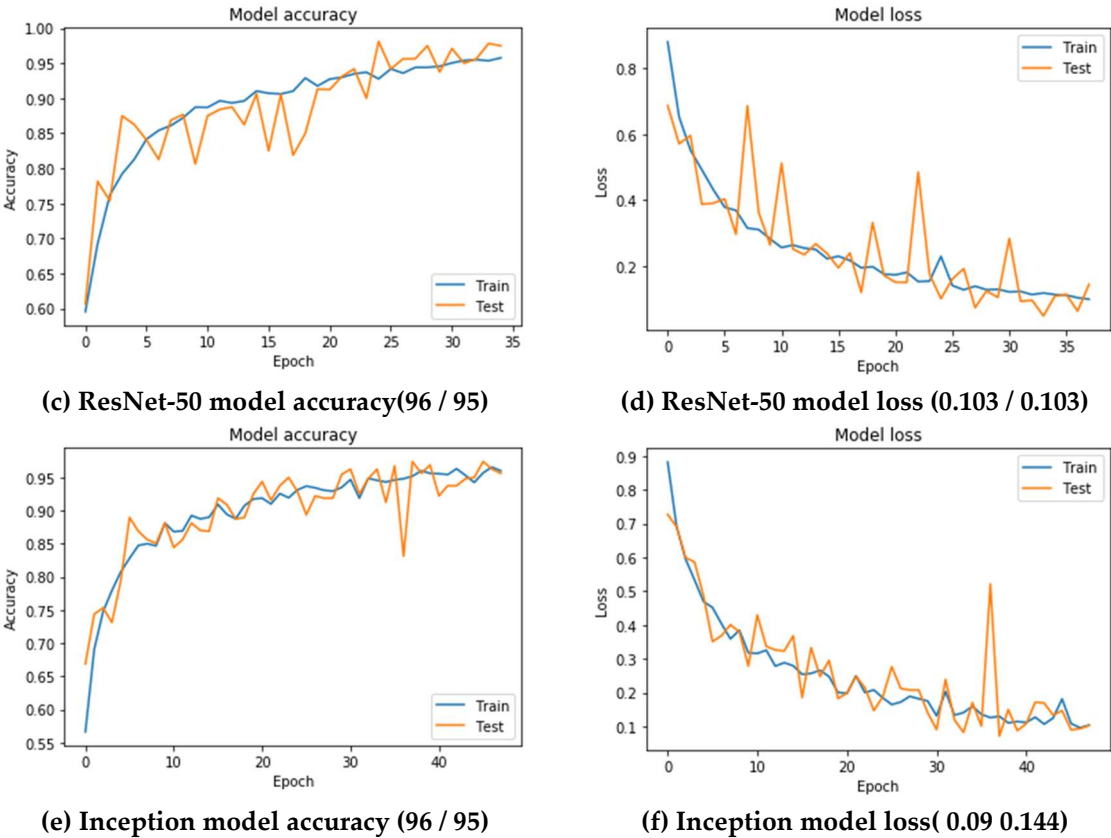 Model accuracy
1.00
0.95
0.90
0.85
0.80
0.75
0.70
0.65
0.60
Accuracy
0
5
10
15
20
25
30
35
Epoch
Train
Test
(c) ResNet-50 model accuracy(96 / 95)
Model loss
0.8
0.6
0.4
0.2
Loss
0
5
10
15
20
25
30
35
Epoch
Train
Test
(d) ResNet-50 model loss (0.103 / 0.103)
Model accuracy
0.95
0.90
0.85
0.80
0.75
0.70
0.65
0.60
0.55
Accuracy
0
10
20
30
40
Epoch
Train
Test
(e) Inception model accuracy (96 / 95)
Model loss
0.9
0.8
0.7
0.6
0.5
0.4
0.3
0.2
0.1
Loss
0
10
20
30
40
Epoch
Train
Test
(f) Inception model loss( 0.09 0.144)